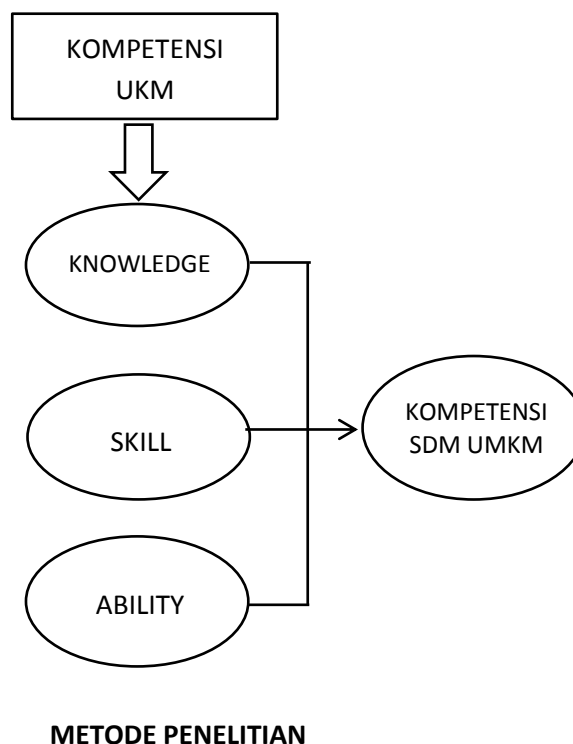 KOMPETENSI
UKM
KNOWLEDGE
SKILL
ABILITY
KOMPETENSI
SDM UMKM
METODE PENELITIAN